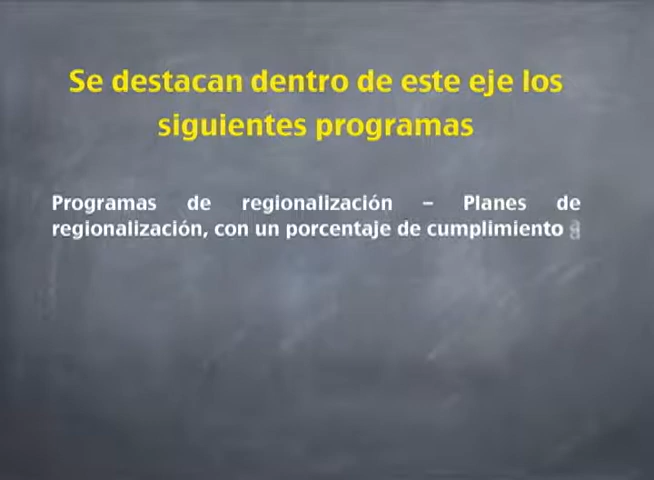 Se destacan dentro de este eje los
siguientes programas
Programas de regionalización – Planes de
regionalización, con un porcentaje de cumplimiento